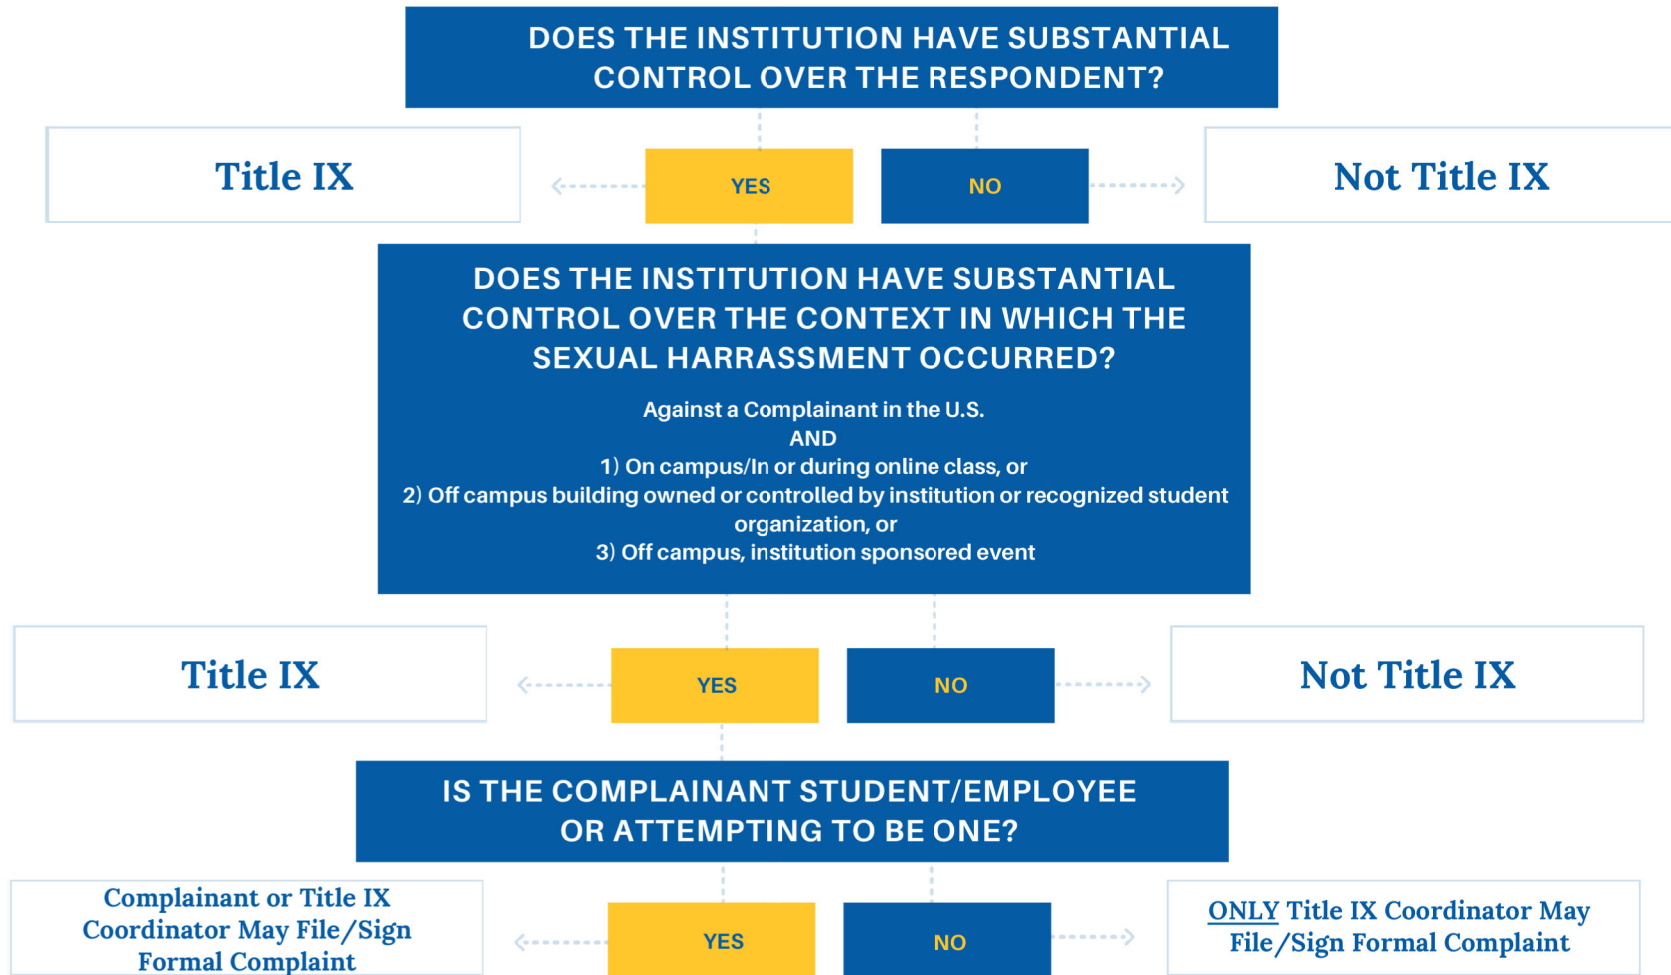 DOES THE INSTITUTION HAVE SUBSTANTIAL
CONTROL OVER THE RESPONDENT?
Title IX
YES
NO
Not Title IX
DOES THE INSTITUTION HAVE SUBSTANTIAL
CONTROL OVER THE CONTEXT IN WHICH THE
SEXUAL HARRASSMENT OCCURRED?
Against a Complainant in the U.S.
AND
1) On campus/In or during online class, or
2) Off campus building owned or controlled by institution or recognized student
organization, or
3) Off campus, institution sponsored event
Title IX
YES
NO
Not Title IX
IS THE COMPLAINANT STUDENT/EMPLOYEE
OR ATTEMPTING TO BE ONE?
Complainant or Title IX
Coordinator May File/Sign
Formal Complaint
YES
NO
ONLY Title IX Coordinator May
File/Sign Formal Complaint